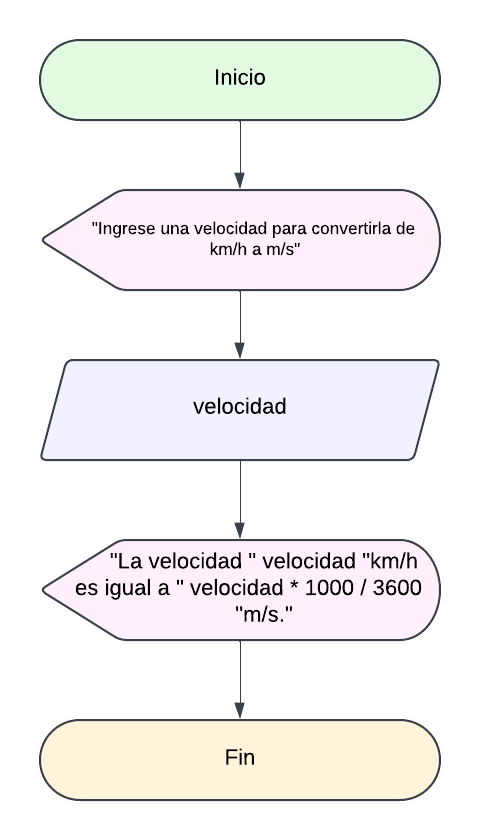 Inicio
"Ingrese una velocidad para convertirla de
km/h a m/s"
velocidad
"La velocidad " velocidad "km/h
es igual a " velocidad * 1000 / 3600
"m/s."
Fin